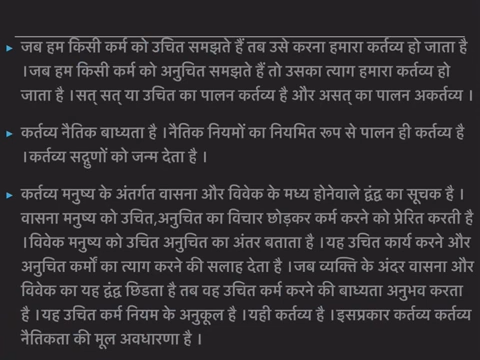 जब हम किसी कर्म को उचित समझते हैं तब उसे करना हमारा कर्तव्य हो जाता है
।जब हम किसी कर्म को अनुचित समझते हैं तो उसका त्याग हमारा कर्तव्य हो
जाता है ।सत् सत् या उचित का पालन कर्तव्य है और असत् का पालन अकर्तव्य ।
कर्तव्य नैतिक बाध्यता है ।नैतिक नियमों का नियमित रूप से पालन ही कर्तव्य है
।कर्तव्य सद्गुणों को जन्म देता है ।
कर्तव्य मनुष्य के अंतर्गत वासना और विवेक के मध्य होनेवाले द्वंद्व का सूचक है ।
वासना मनुष्य को उचित,अनुचित का विचार छोड़कर कर्म करने को प्रेरित करती है
।विवेक मनुष्य को उचित अनुचित का अंतर बताता है ।यह उचित कार्य करने और
अनुचित कर्मों का त्याग करने की सलाह देता है ।जब व्यक्ति के अंदर वासना और
विवेक का यह द्वंद्व छिडता है तब वह उचित कर्म करने की बाध्यता अनुभव करता
है ।यह उचित कर्म नियम के अनुकूल है ।यही कर्तव्य है ।इसप्रकार कर्तव्य कर्तव्य
नैतिकता की मूल अवधारणा है ।